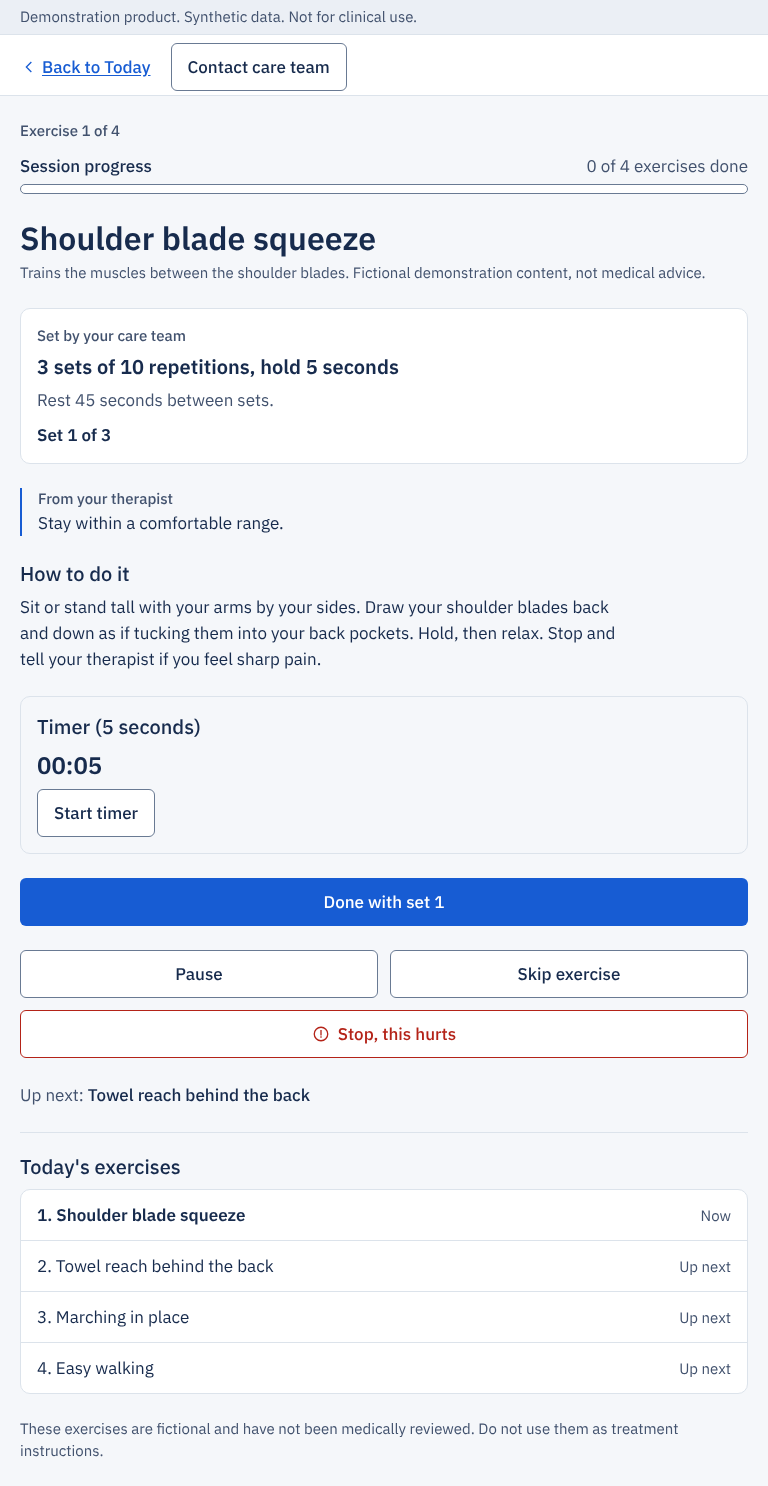 Demonstration product. Synthetic data. Not for clinical use.
Back to Today
Contact care team
Exercise 1 of 4
Session progress
0 of 4 exercises done
Shoulder blade squeeze
Trains the muscles between the shoulder blades. Fictional demonstration content, not medical advice.
Set by your care team
3 sets of 10 repetitions, hold 5 seconds
Rest 45 seconds between sets.
Set 1 of 3
From your therapist
Stay within a comfortable range.
How to do it
Sit or stand tall with your arms by your sides. Draw your shoulder blades back
and down as if tucking them into your back pockets. Hold, then relax. Stop and
tell your therapist if you feel sharp pain.
Timer (5 seconds)
00:05
Start timer
Done with set 1
Pause
Skip exercise
Stop, this hurts
Up next: Towel reach behind the back
Today's exercises
1. Shoulder blade squeeze
Now
2. Towel reach behind the back
Up next
3. Marching in place
Up next
4. Easy walking
Up next
These exercises are fictional and have not been medically reviewed. Do not use them as treatment
instructions.